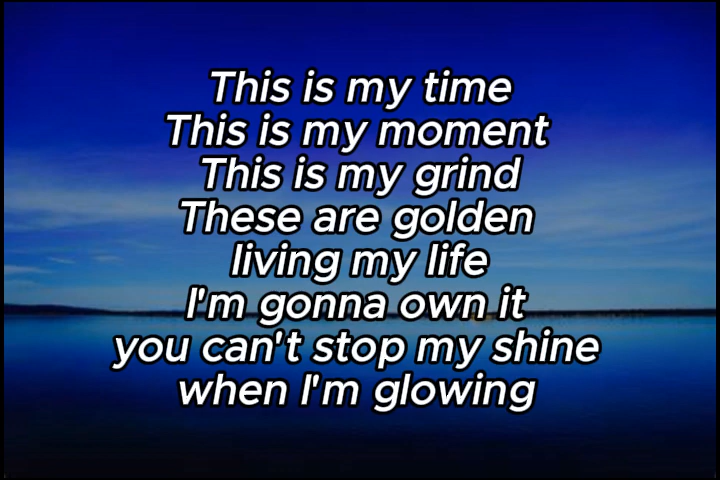 This is my time
This is my moment
This is my grind
These are golden
living my life
I'm gonna own it
you can't stop my shine
when I'm glowing